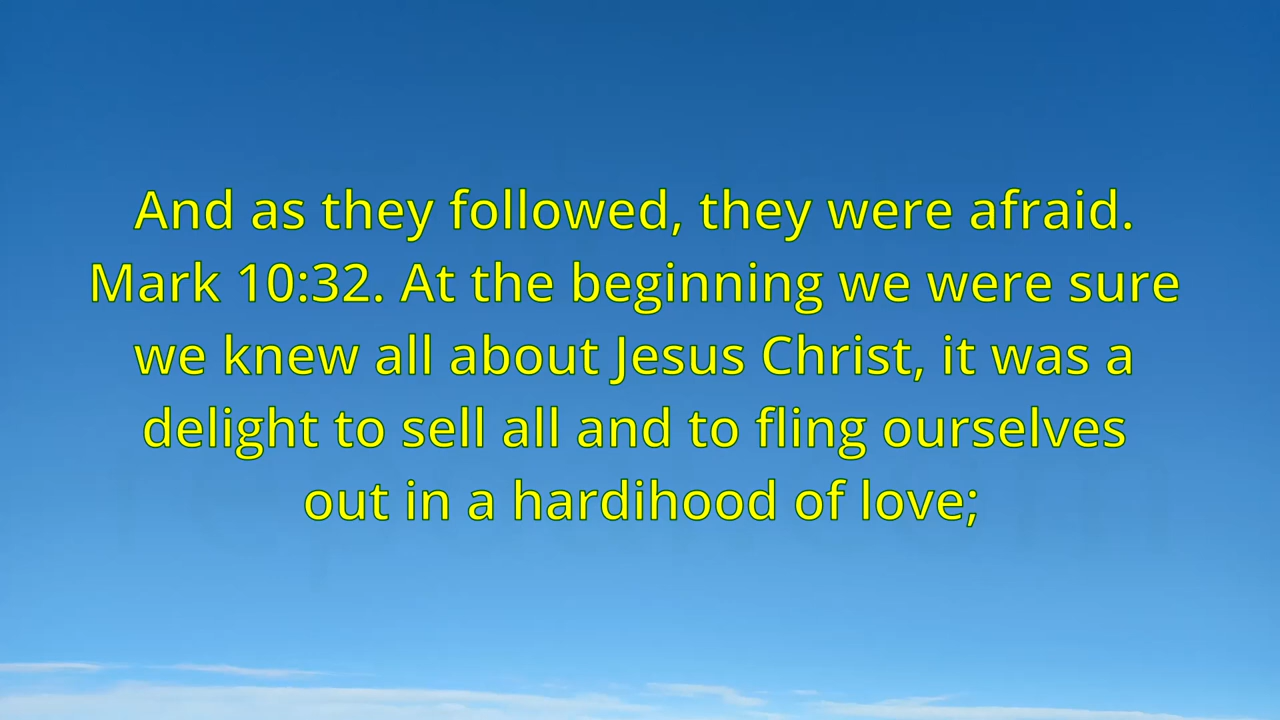 And as they followed, they were afraid.
Mark 10:32. At the beginning we were sure
we knew all about Jesus Christ, it was a
delight to sell all and to fling ourselves
out in a hardihood of love;